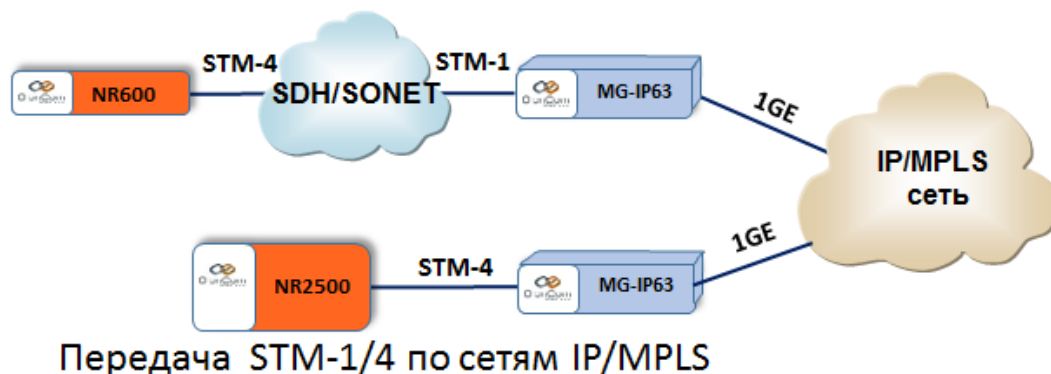 STM-4
STM-1
NR600
SDH/SONET
MG-IP63
1GE
IP/MPLS
сеть
1GE
NR2500
STM-4
MG-IP63
Передача STM-1/4 по сетям IP/MPLS